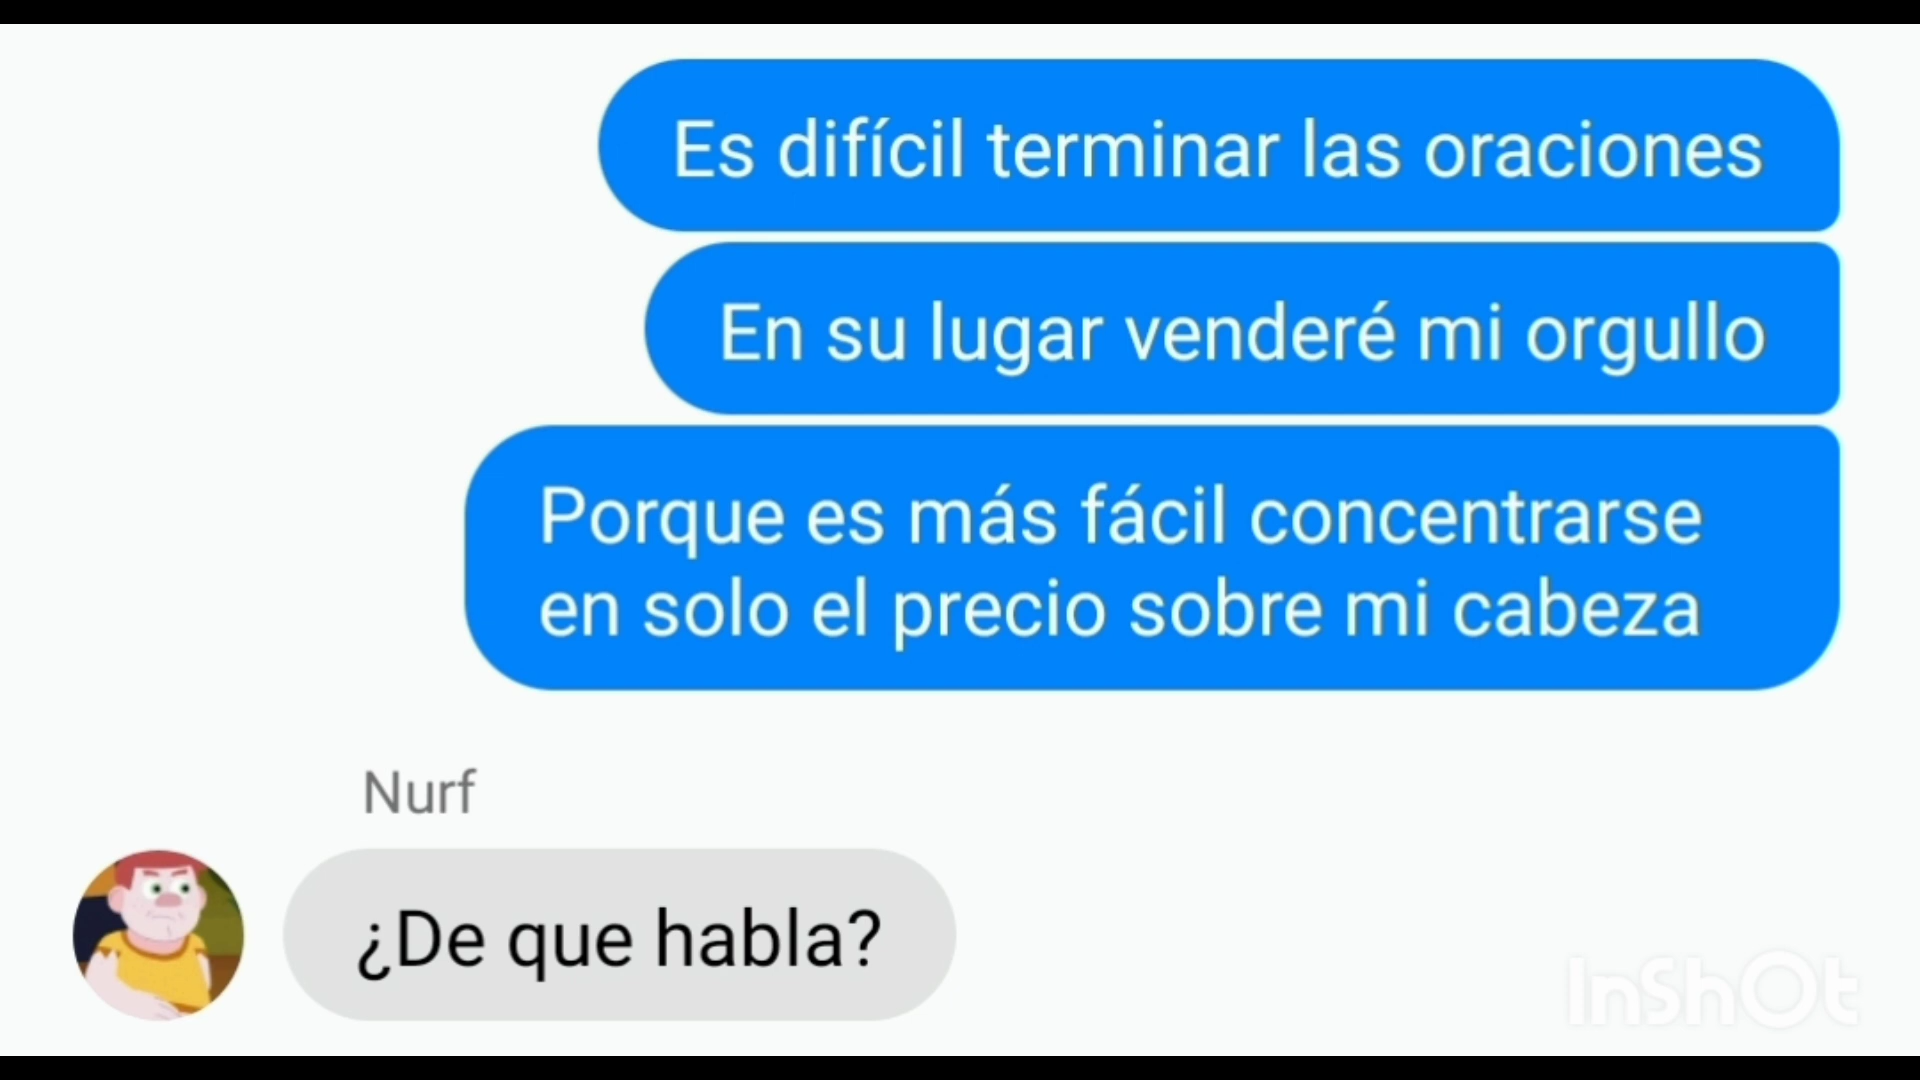 Es difícil terminar las oraciones
En su lugar venderé mi orgullo
Porque es más fácil concentrarse
en solo el precio sobre mi cabeza
Nurf
¿De que habla?
InShOt